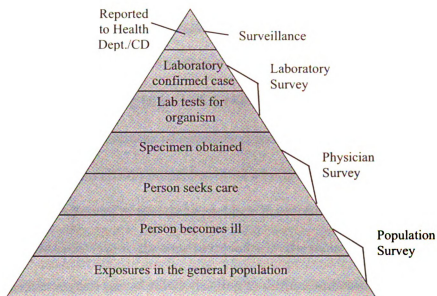 Reported
to Health
Dept./CD
Surveillance
Laboratory
confirmed case
Laboratory
Survey
Lab tests for
organism
Specimen obtained
Physician
Survey
Person seeks care
Person becomes ill
Population
Survey
Exposures in the general population